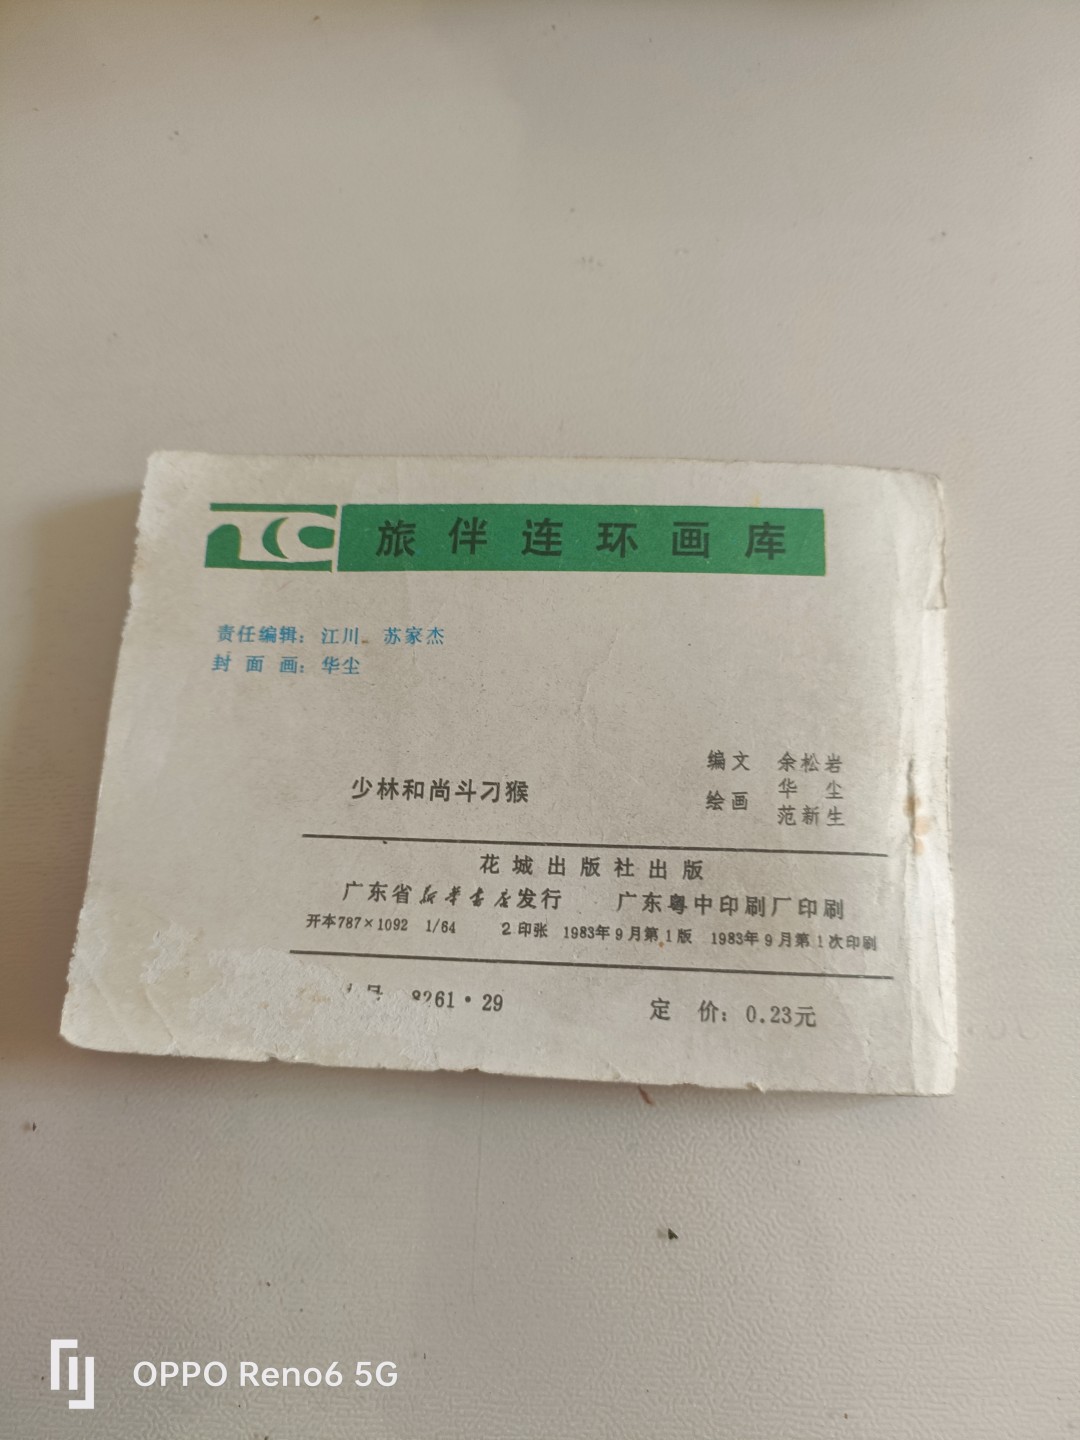 TC 旅伴连环画库
责任编辑：江川 苏家杰
封面画：华尘
少林和尚斗刁猴
编文 余松岩
绘画 华尘
范新生
花城出版社出版
广东省新华书店发行 广东粤中印刷厂印刷
开本787×1092 1/64 2印张 1983年9月第1版 1983年9月第1次印刷
号 8261·29 定价：0.23元
OPPO Reno6 5G